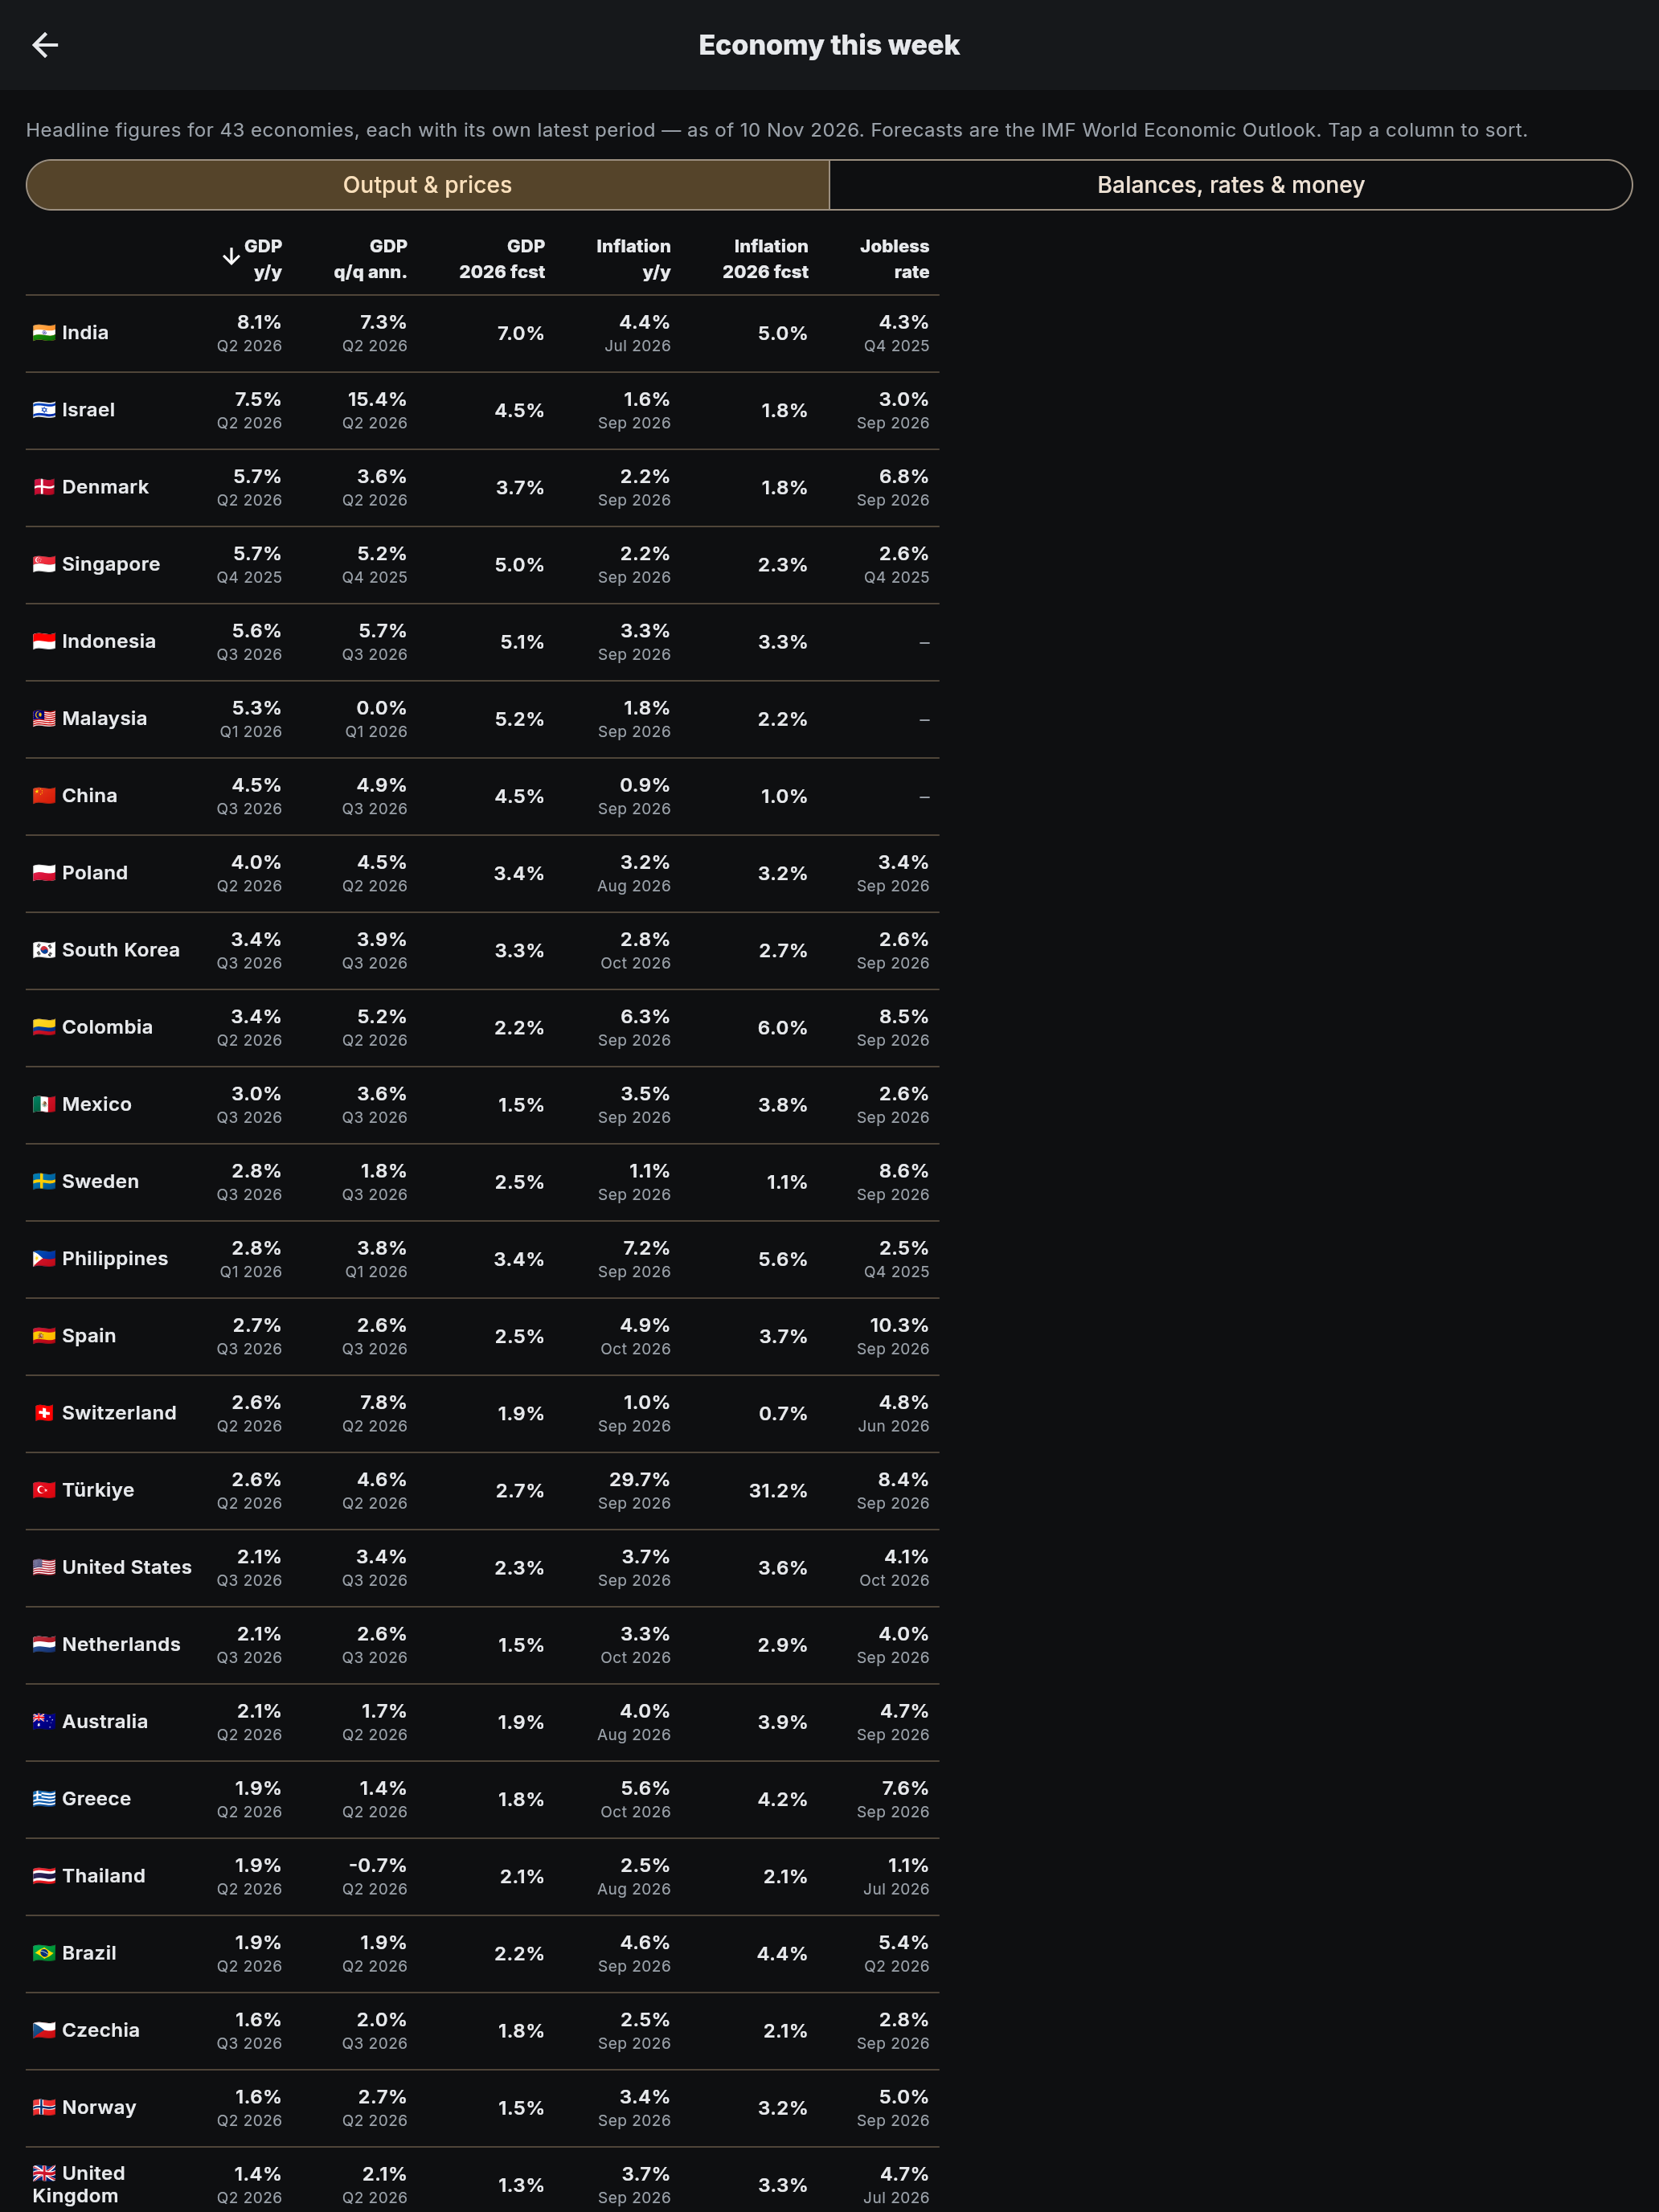 Economy this week
Headline figures for 43 economies, each with its own latest period — as of 10 Nov 2026. Forecasts are the IMF World Economic Outlook. Tap a column to sort.
Output & prices Balances, rates & money
↓ GDP y/y GDP q/q ann. GDP 2026 fcst Inflation y/y Inflation 2026 fcst Jobless rate
India 8.1% 7.3% 7.0% 4.4% 5.0% 4.3%
Q2 2026 Q2 2026 Jul 2026 Q4 2025
Israel 7.5% 15.4% 4.5% 1.6% 1.8% 3.0%
Q2 2026 Q2 2026 Sep 2026 Sep 2026
Denmark 5.7% 3.6% 3.7% 2.2% 1.8% 6.8%
Q2 2026 Q2 2026 Sep 2026 Sep 2026
Singapore 5.7% 5.2% 5.0% 2.2% 2.3% 2.6%
Q4 2025 Q4 2025 Sep 2026 Q4 2025
Indonesia 5.6% 5.7% 5.1% 3.3% 3.3% –
Q3 2026 Q3 2026 Sep 2026
Malaysia 5.3% 0.0% 5.2% 1.8% 2.2% –
Q1 2026 Q1 2026 Sep 2026
China 4.5% 4.9% 4.5% 0.9% 1.0% –
Q3 2026 Q3 2026 Sep 2026
Poland 4.0% 4.5% 3.4% 3.2% 3.2% 3.4%
Q2 2026 Q2 2026 Aug 2026 Sep 2026
South Korea 3.4% 3.9% 3.3% 2.8% 2.7% 2.6%
Q3 2026 Q3 2026 Oct 2026 Sep 2026
Colombia 3.4% 5.2% 2.2% 6.3% 6.0% 8.5%
Q2 2026 Q2 2026 Sep 2026 Sep 2026
Mexico 3.0% 3.6% 1.5% 3.5% 3.8% 2.6%
Q3 2026 Q3 2026 Sep 2026 Sep 2026
Sweden 2.8% 1.8% 2.5% 1.1% 1.1% 8.6%
Q3 2026 Q3 2026 Sep 2026 Sep 2026
Philippines 2.8% 3.8% 3.4% 7.2% 5.6% 2.5%
Q1 2026 Q1 2026 Sep 2026 Q4 2025
Spain 2.7% 2.6% 2.5% 4.9% 3.7% 10.3%
Q3 2026 Q3 2026 Oct 2026 Sep 2026
Switzerland 2.6% 7.8% 1.9% 1.0% 0.7% 4.8%
Q2 2026 Q2 2026 Sep 2026 Jun 2026
Türkiye 2.6% 4.6% 2.7% 29.7% 31.2% 8.4%
Q2 2026 Q2 2026 Sep 2026 Sep 2026
United States 2.1% 3.4% 2.3% 3.7% 3.6% 4.1%
Q3 2026 Q3 2026 Sep 2026 Oct 2026
Netherlands 2.1% 2.6% 1.5% 3.3% 2.9% 4.0%
Q3 2026 Q3 2026 Oct 2026 Sep 2026
Australia 2.1% 1.7% 1.9% 4.0% 3.9% 4.7%
Q2 2026 Q2 2026 Aug 2026 Sep 2026
Greece 1.9% 1.4% 1.8% 5.6% 4.2% 7.6%
Q2 2026 Q2 2026 Oct 2026 Sep 2026
Thailand 1.9% -0.7% 2.1% 2.5% 2.1% 1.1%
Q2 2026 Q2 2026 Aug 2026 Jul 2026
Brazil 1.9% 1.9% 2.2% 4.6% 4.4% 5.4%
Q2 2026 Q2 2026 Sep 2026 Q2 2026
Czechia 1.6% 2.0% 1.8% 2.5% 2.1% 2.8%
Q3 2026 Q3 2026 Sep 2026 Sep 2026
Norway 1.6% 2.7% 1.5% 3.4% 3.2% 5.0%
Q2 2026 Q2 2026 Sep 2026 Sep 2026
United Kingdom 1.4% 2.1% 1.3% 3.7% 3.3% 4.7%
Q2 2026 Q2 2026 Sep 2026 Jul 2026